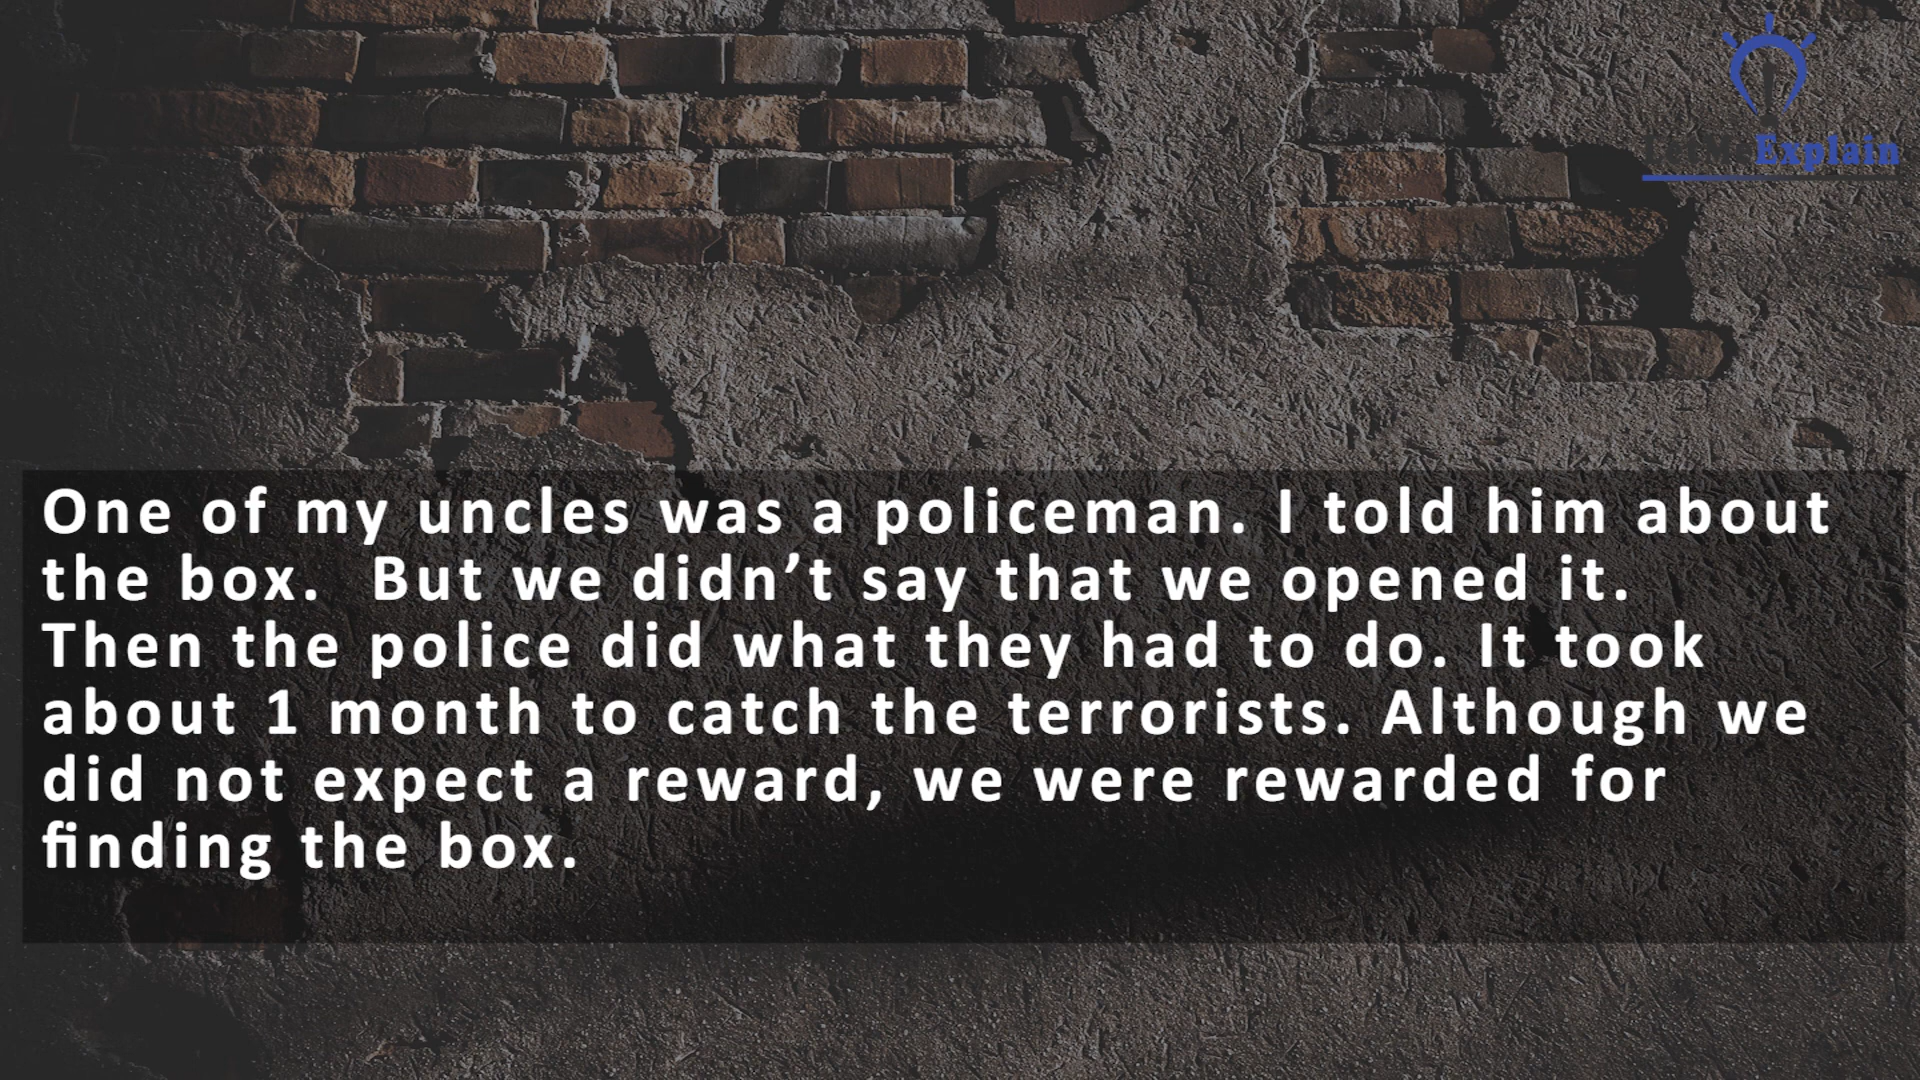 Explain
One of my uncles was a policeman. I told him about
the box.  But we didn’t say that we opened it.
Then the police did what they had to do. It took
about 1 month to catch the terrorists. Although we
did not expect a reward, we were rewarded for
finding the box.